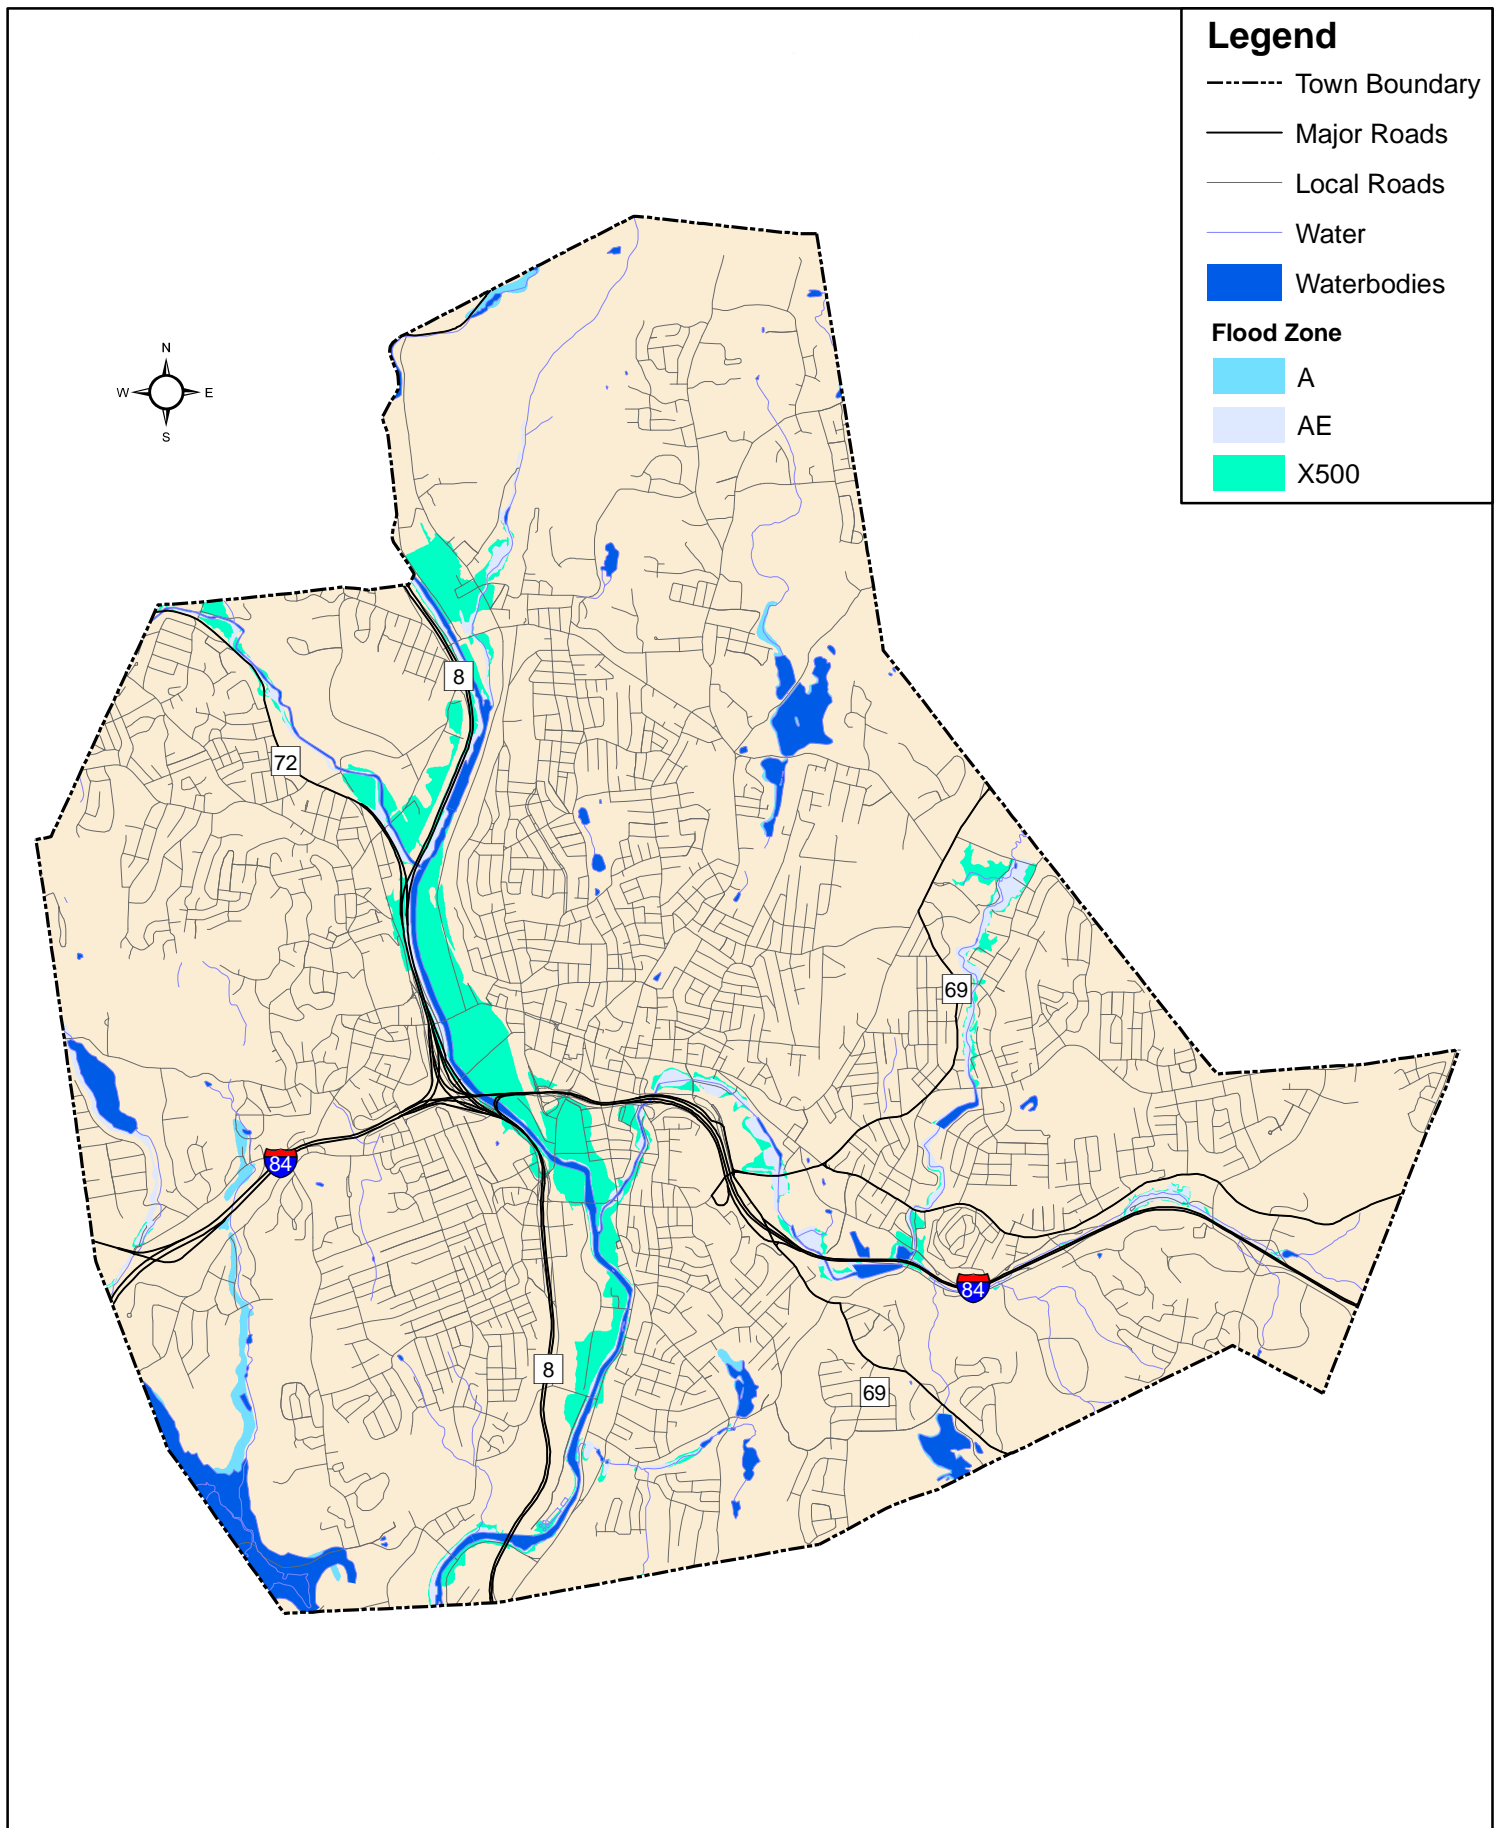 Legend
Town Boundary
Major Roads
Local Roads
Water
Waterbodies
Flood Zone
A
AE
X500
N
W E
S
8
72
69
84
84
8
69